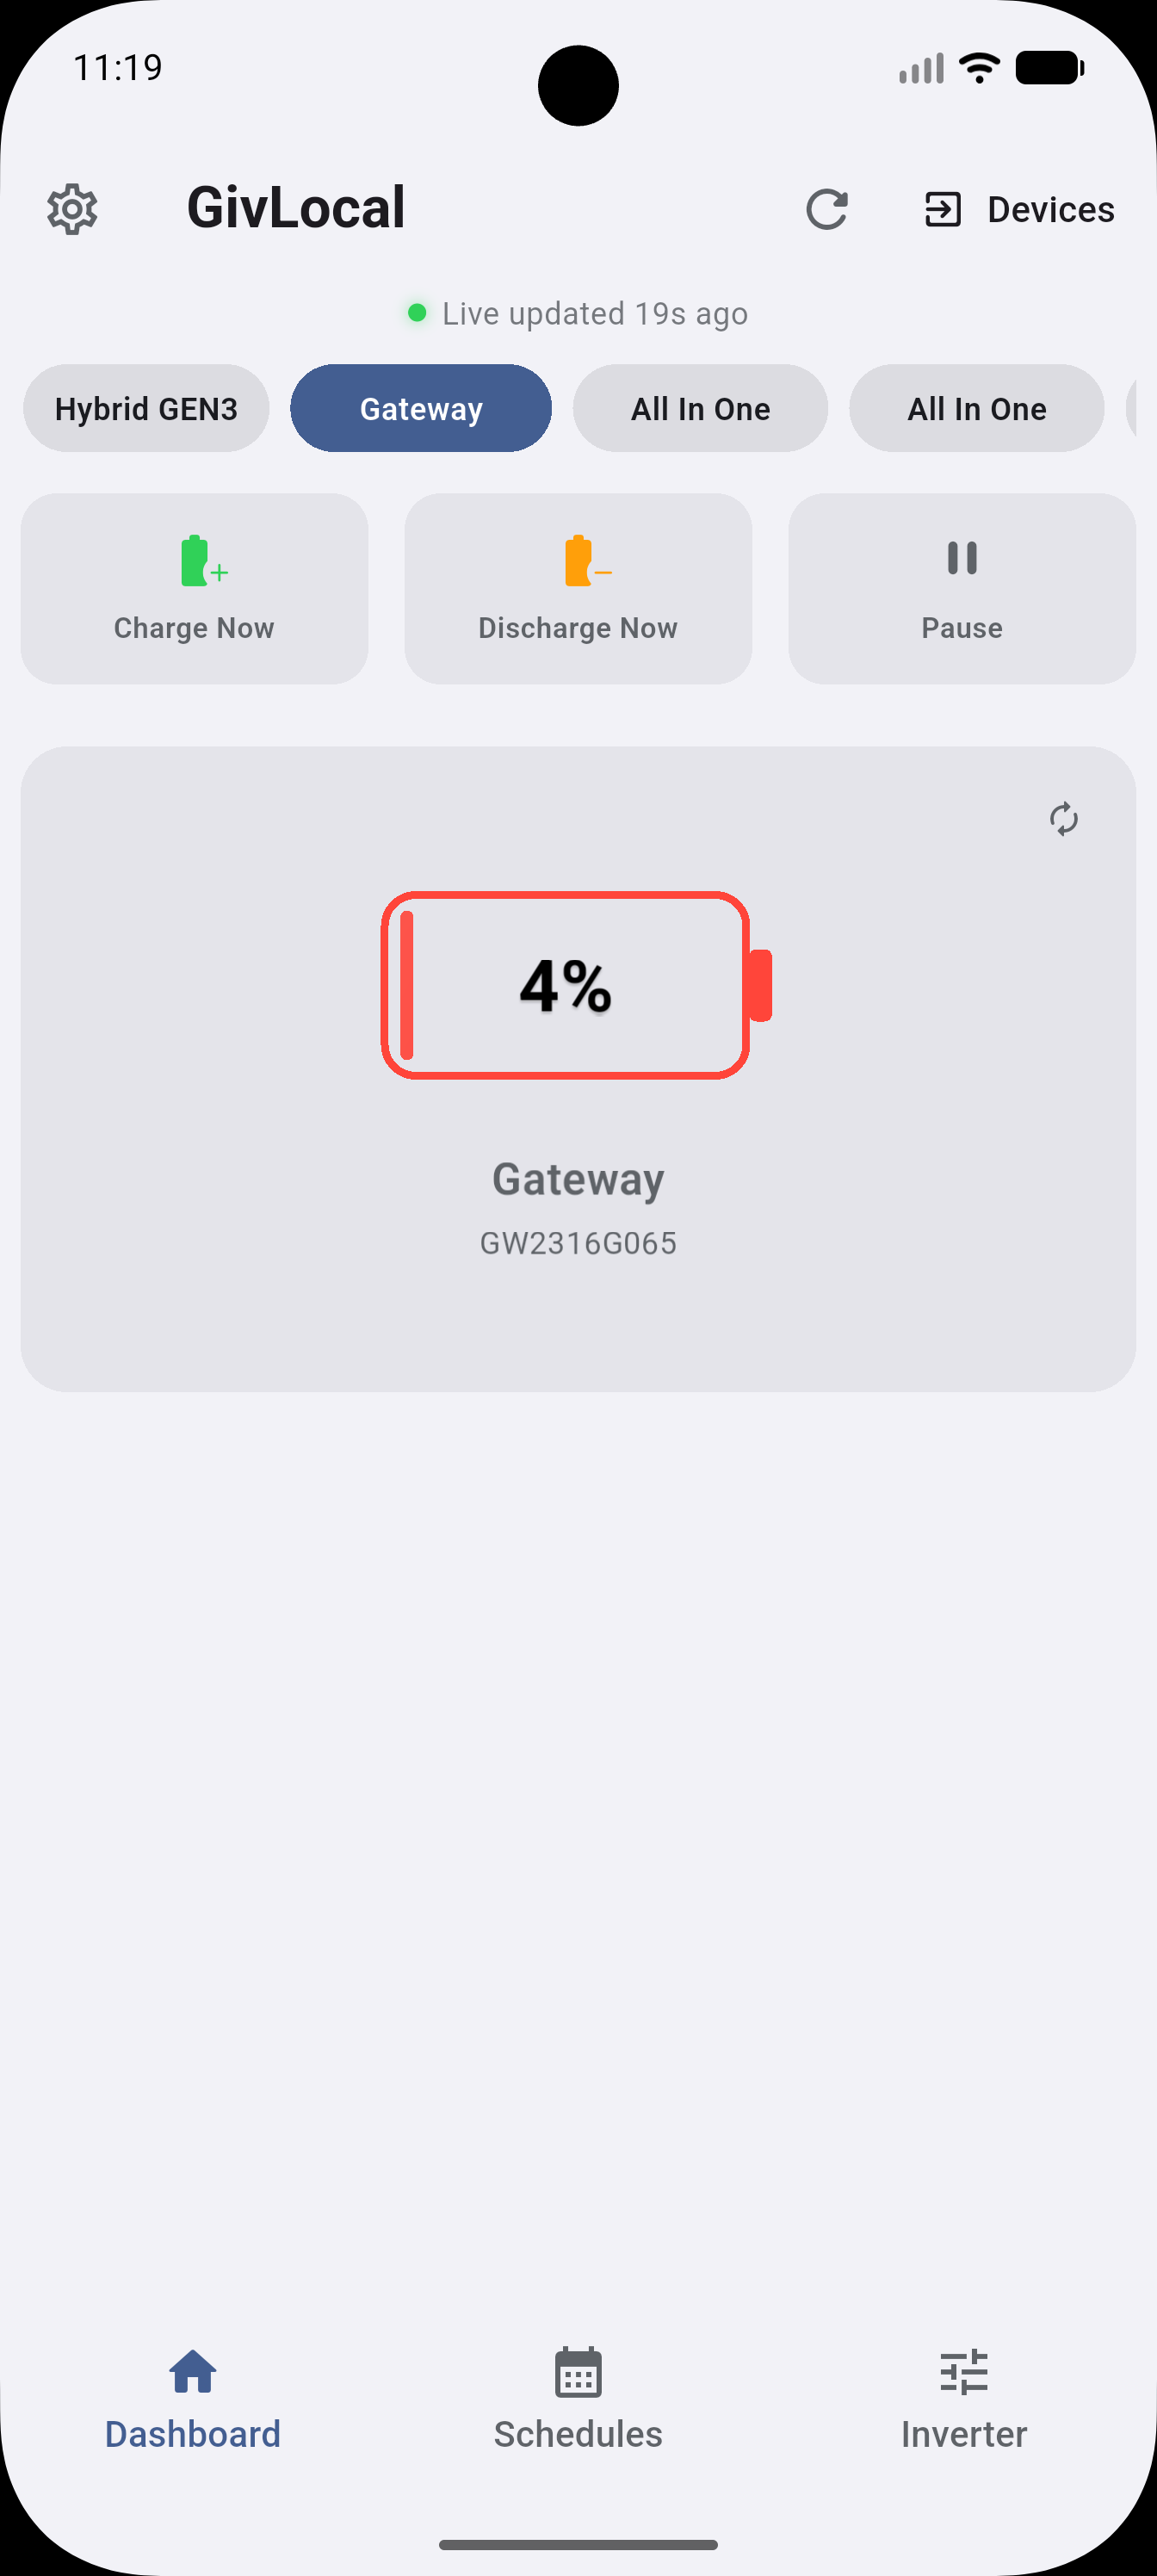 11:19
GivLocal
Devices
Live updated 19s ago
Hybrid GEN3
Gateway
All In One
All In One
Charge Now
Discharge Now
Pause
4%
Gateway
GW2316G065
Dashboard
Schedules
Inverter